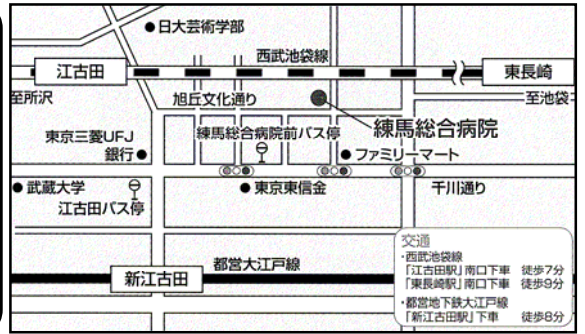 ●日大芸術学部
西武池袋線
江古田
東長崎
至所沢
至池袋
旭丘文化通り
練馬総合病院
東京三菱UFJ
銀行●
練馬総合病院前バス停
●ファミリーマート
●武蔵大学
江古田バス停
●東京東信金
千川通り
都営大江戸線
新江古田
交通
・西武池袋線
「江古田駅」南口下車 徒歩7分
「東長崎駅」南口下車 徒歩9分
・都営地下鉄大江戸線
「新江古田駅」下車 徒歩8分